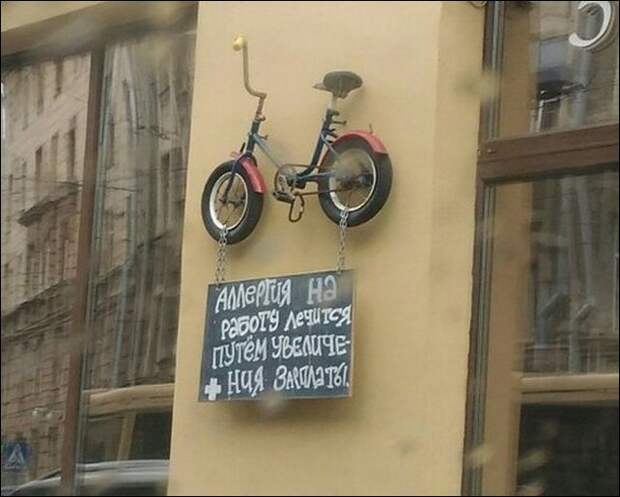 Аллергия на
работу лечится
путём увеличе-
ния зарплаты.